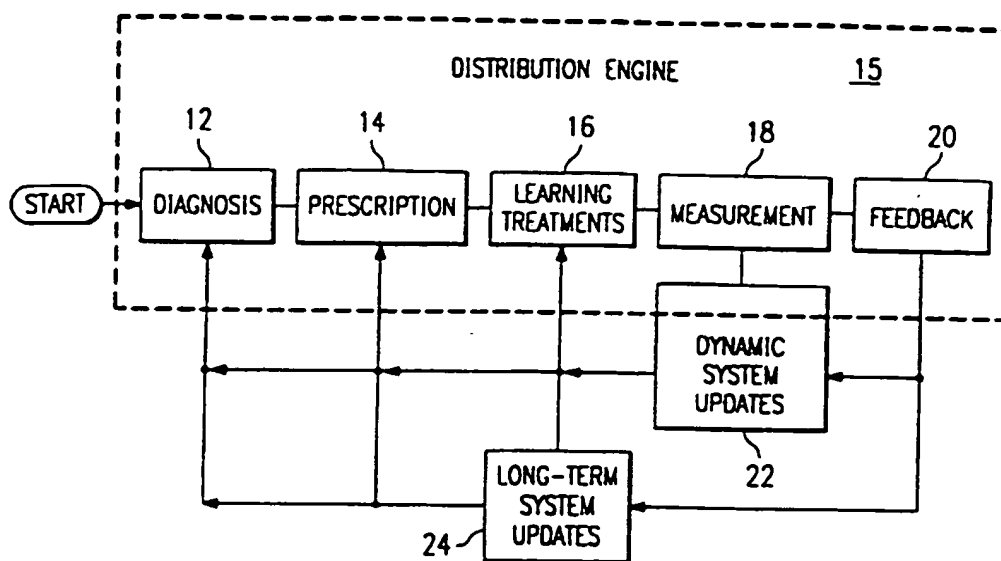 DISTRIBUTION ENGINE
15
12
14
16
18
20
START
DIAGNOSIS
PRESCRIPTION
LEARNING
TREATMENTS
MEASUREMENT
FEEDBACK
DYNAMIC
SYSTEM
UPDATES
22
LONG-TERM
SYSTEM
UPDATES
24